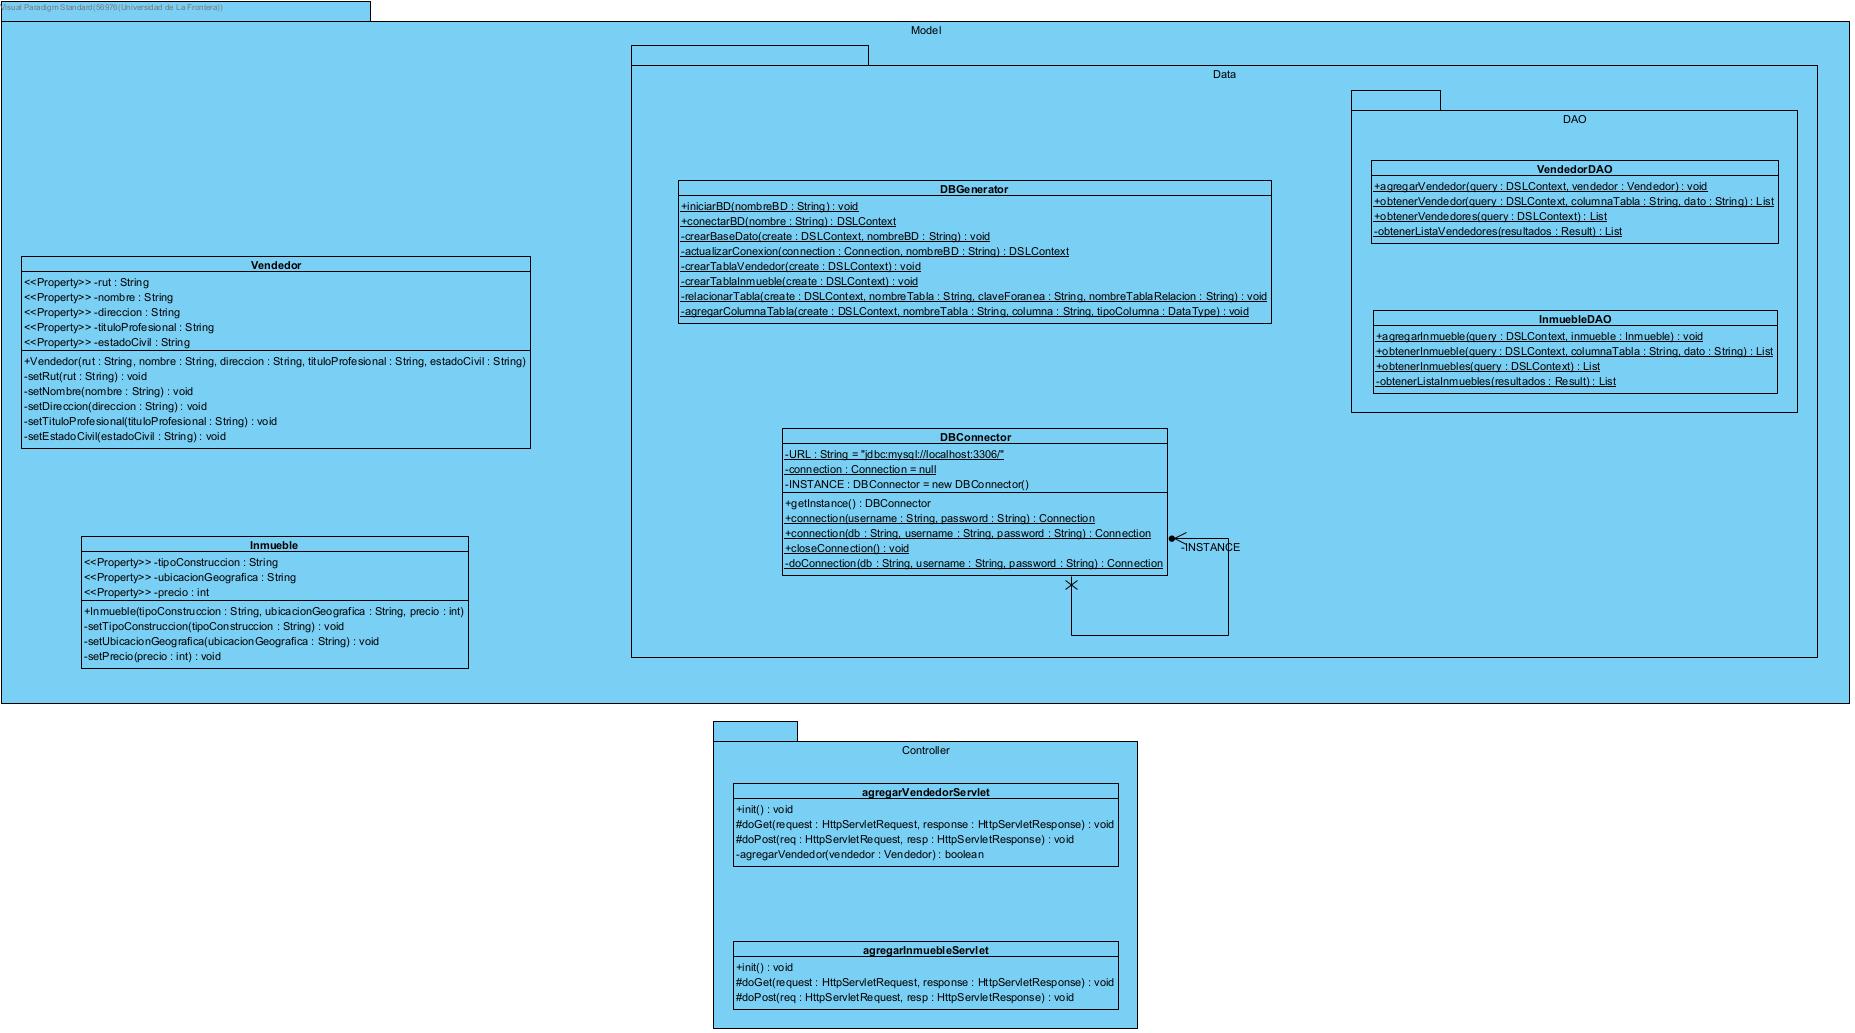 Visual Paradigm Standard(56976(Universidad de La Frontera))
Model
Data
DAO
VendedorDAO
+agregarVendedor(query : DSLContext, vendedor : Vendedor) : void
+obtenerVendedor(query : DSLContext, columnaTabla : String, dato : String) : List
+obtenerVendedores(query : DSLContext) : List
-obtenerListaVendedores(resultados : Result) : List
DBGenerator
+iniciarBD(nombreBD : String) : void
+conectarBD(nombre : String) : DSLContext
-crearBaseDato(create : DSLContext, nombreBD : String) : void
-actualizarConexion(connection : Connection, nombreBD : String) : DSLContext
-crearTablaVendedor(create : DSLContext) : void
-crearTablaInmueble(create : DSLContext) : void
-relacionarTabla(create : DSLContext, nombreTabla : String, claveForanea : String, nombreTablaRelacion : String) : void
-agregarColumnaTabla(create : DSLContext, nombreTabla : String, columna : String, tipoColumna : DataType) : void
Vendedor
<<Property>> -rut : String
<<Property>> -nombre : String
<<Property>> -direccion : String
<<Property>> -tituloProfesional : String
<<Property>> -estadoCivil : String
+Vendedor(rut : String, nombre : String, direccion : String, tituloProfesional : String, estadoCivil : String)
-setRut(rut : String) : void
-setNombre(nombre : String) : void
-setDireccion(direccion : String) : void
-setTituloProfesional(tituloProfesional : String) : void
-setEstadoCivil(estadoCivil : String) : void
InmuebleDAO
+agregarInmueble(query : DSLContext, inmueble : Inmueble) : void
+obtenerInmueble(query : DSLContext, columnaTabla : String, dato : String) : List
+obtenerInmuebles(query : DSLContext) : List
-obtenerListaInmuebles(resultados : Result) : List
DBConnector
-URL : String = "jdbc:mysql://localhost:3306/"
-connection : Connection = null
-INSTANCE : DBConnector = new DBConnector()
+getInstance() : DBConnector
+connection(username : String, password : String) : Connection
+connection(db : String, username : String, password : String) : Connection
+closeConnection() : void
-doConnection(db : String, username : String, password : String) : Connection
-INSTANCE
Inmueble
<<Property>> -tipoConstruccion : String
<<Property>> -ubicacionGeografica : String
<<Property>> -precio : int
+Inmueble(tipoConstruccion : String, ubicacionGeografica : String, precio : int)
-setTipoConstruccion(tipoConstruccion : String) : void
-setUbicacionGeografica(ubicacionGeografica : String) : void
-setPrecio(precio : int) : void
Controller
agregarVendedorServlet
+init() : void
#doGet(request : HttpServletRequest, response : HttpServletResponse) : void
#doPost(req : HttpServletRequest, resp : HttpServletResponse) : void
-agregarVendedor(vendedor : Vendedor) : boolean
agregarInmuebleServlet
+init() : void
#doGet(request : HttpServletRequest, response : HttpServletResponse) : void
#doPost(req : HttpServletRequest, resp : HttpServletResponse) : void